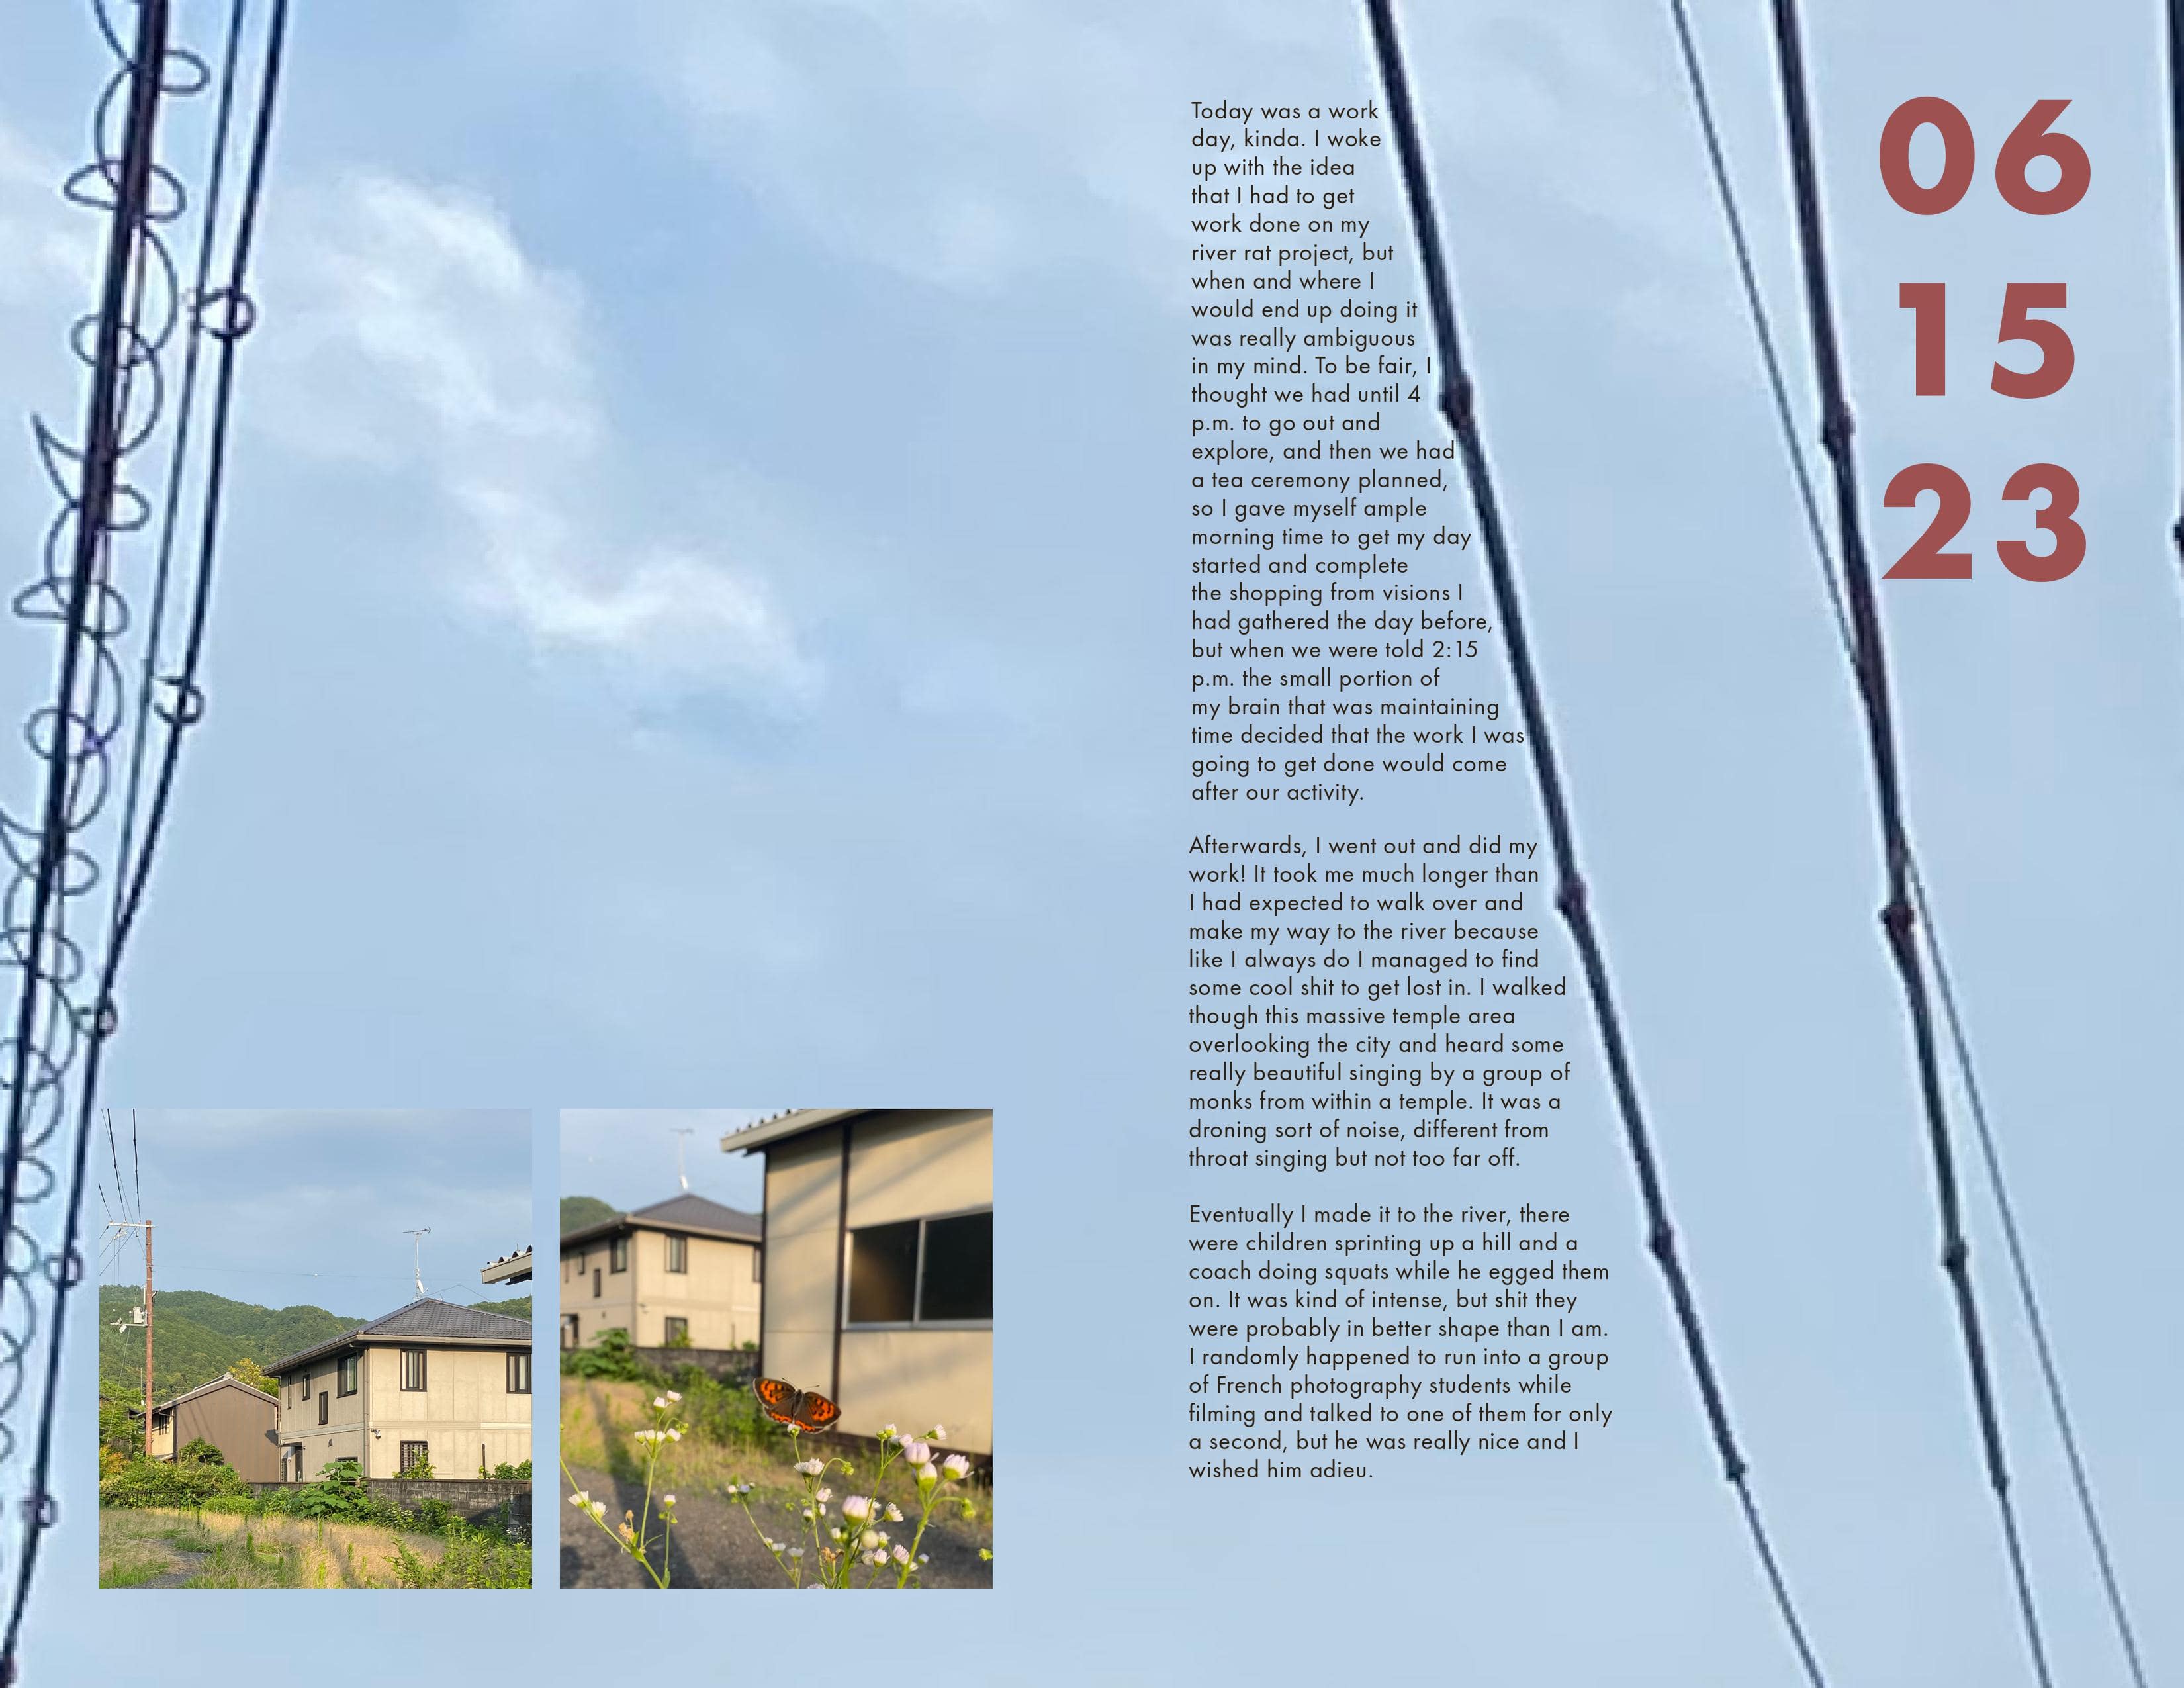 Today was a work
day, kinda. I woke
up with the idea
that I had to get
work done on my
river rat project, but
when and where I
would end up doing it
was really ambiguous
in my mind. To be fair, I
thought we had until 4
p.m. to go out and
explore, and then we had
a tea ceremony planned,
so I gave myself ample
morning time to get my day
started and complete
the shopping from visions I
had gathered the day before,
but when we were told 2:15
p.m. the small portion of
my brain that was maintaining
time decided that the work I was
going to get done would come
after our activity.
Afterwards, I went out and did my
work! It took me much longer than
I had expected to walk over and
make my way to the river because
like I always do I managed to find
some cool shit to get lost in. I walked
though this massive temple area
overlooking the city and heard some
really beautiful singing by a group of
monks from within a temple. It was a
droning sort of noise, different from
throat singing but not too far off.
Eventually I made it to the river, there
were children sprinting up a hill and a
coach doing squats while he egged them
on. It was kind of intense, but shit they
were probably in better shape than I am.
I randomly happened to run into a group
of French photography students while
filming and talked to one of them for only
a second, but he was really nice and I
wished him adieu.
06
15
23